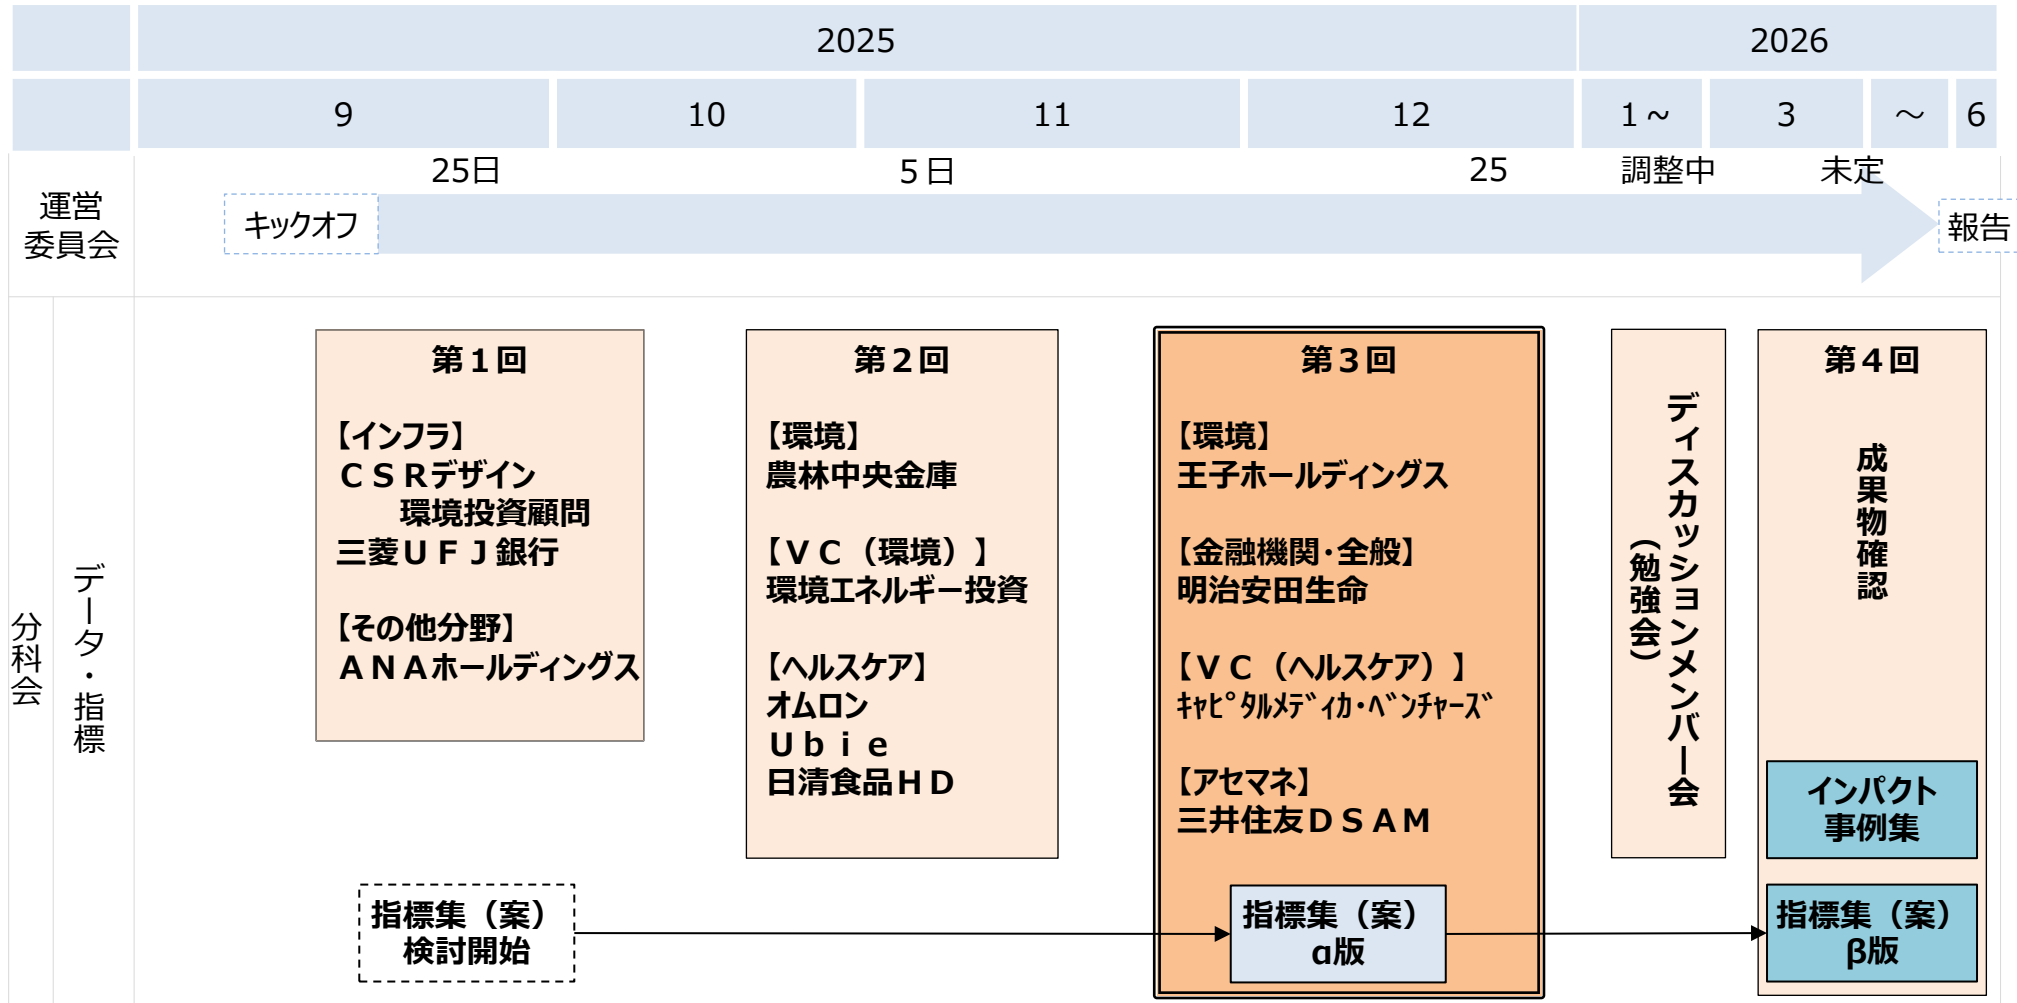 2025
2026
9
10
11
12
1～
3
～
6
25日
５日
25
調整中
未定
運営
委員会
キックオフ
報告
分科会
データ・指標
第１回
【インフラ】
ＣＳＲデザイン
環境投資顧問
三菱ＵＦＪ銀行
【その他分野】
ＡＮＡホールディングス
第２回
【環境】
農林中央金庫
【ＶＣ（環境）】
環境エネルギー投資
【ヘルスケア】
オムロン
Ｕｂｉｅ
日清食品ＨＤ
第３回
【環境】
王子ホールディングス
【金融機関・全般】
明治安田生命
【ＶＣ（ヘルスケア）】
ｷｬﾋﾟﾀﾙﾒﾃﾞｨｶ・ﾍﾞﾝﾁｬｰｽﾞ
【アセマネ】
三井住友ＤＳＡＭ
ディスカッションメンバー会
（勉強会）
第４回
成果物確認
インパクト
事例集
指標集（案）
検討開始
指標集（案）
α版
指標集（案）
β版